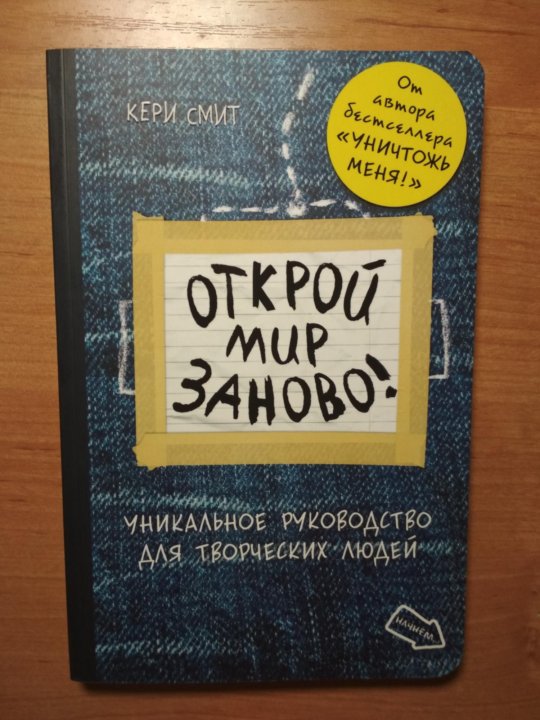 КЕРИ СМИТ
От
автора
бестселлера
«УНИЧТОЖЬ
МЕНЯ!»
ОТКРОЙ
МИР
ЗАНОВО!
УНИКАЛЬНОЕ РУКОВОДСТВО
ДЛЯ ТВОРЧЕСКИХ ЛЮДЕЙ
НАЧНЕМ...